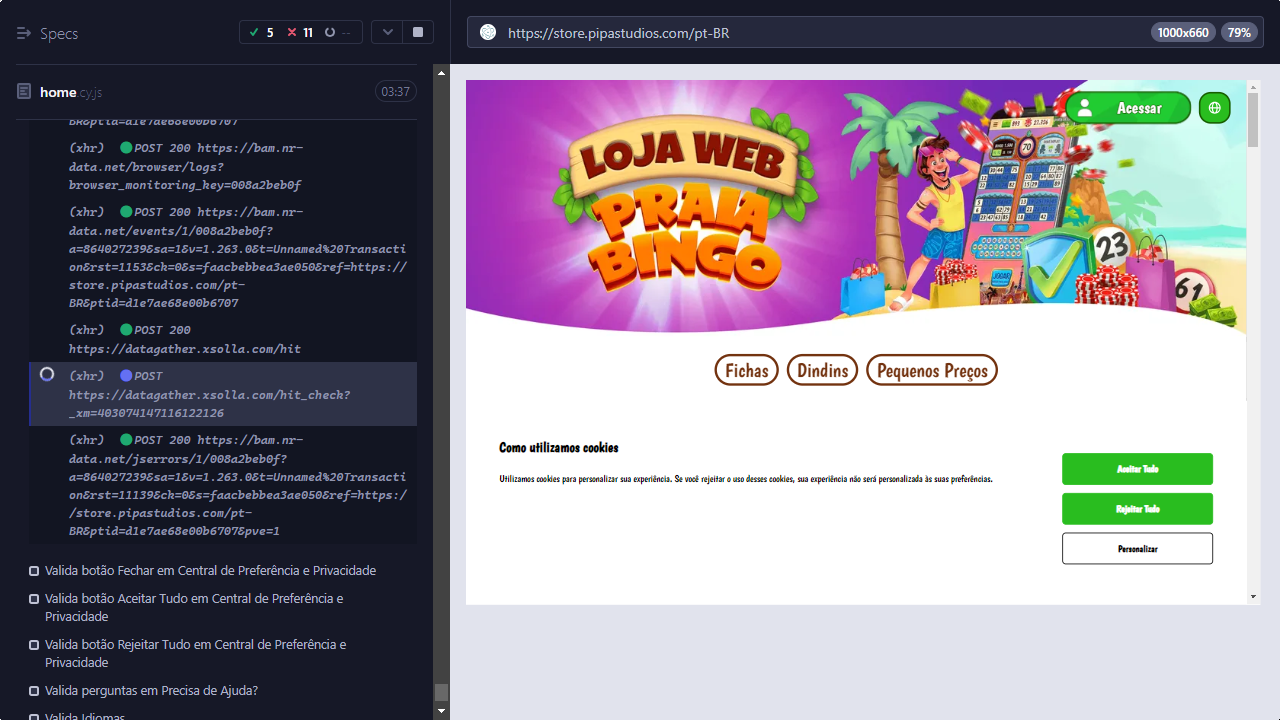 Specs
5
11
--
home.cy.js
03:37
BR&ptid=d1e7ae68e00b6707
(xhr) POST 200 https://bam.nr-
data.net/browser/logs?
browser_monitoring_key=008a2beb0f
(xhr) POST 200 https://bam.nr-
data.net/events/1/008a2beb0f?
a=864027239&sa=1&v=1.263.0&t=Unnamed%20Transacti
on&rst=1153&ck=0&s=faacbebbea3ae050&ref=https://
store.pipastudios.com/pt-
BR&ptid=d1e7ae68e00b6707
(xhr) POST 200
https://datagather.xsolla.com/hit
(xhr) POST
https://datagather.xsolla.com/hit_check?
_xm=403074147116122126
(xhr) POST 200 https://bam.nr-
data.net/jserrors/1/008a2beb0f?
a=864027239&sa=1&v=1.263.0&t=Unnamed%20Transacti
on&rst=11139&ck=0&s=faacbebbea3ae050&ref=https:/
/store.pipastudios.com/pt-
BR&ptid=d1e7ae68e00b6707&pve=1
Valida botão Fechar em Central de Preferência e Privacidade
Valida botão Aceitar Tudo em Central de Preferência e
Privacidade
Valida botão Rejeitar Tudo em Central de Preferência e
Privacidade
Valida perguntas em Precisa de Ajuda?
Valida Idiomas
https://store.pipastudios.com/pt-BR
1000x660
79%
LOJA WEB
PRAIA
BINGO
Acessar
70
23
61
JOGAR
Fichas
Dindins
Pequenos Preços
Como utilizamos cookies
Utilizamos cookies para personalizar sua experiência. Se você rejeitar o uso desses cookies, sua experiência não será personalizada às suas preferências.
Aceitar Tudo
Rejeitar Tudo
Personalizar